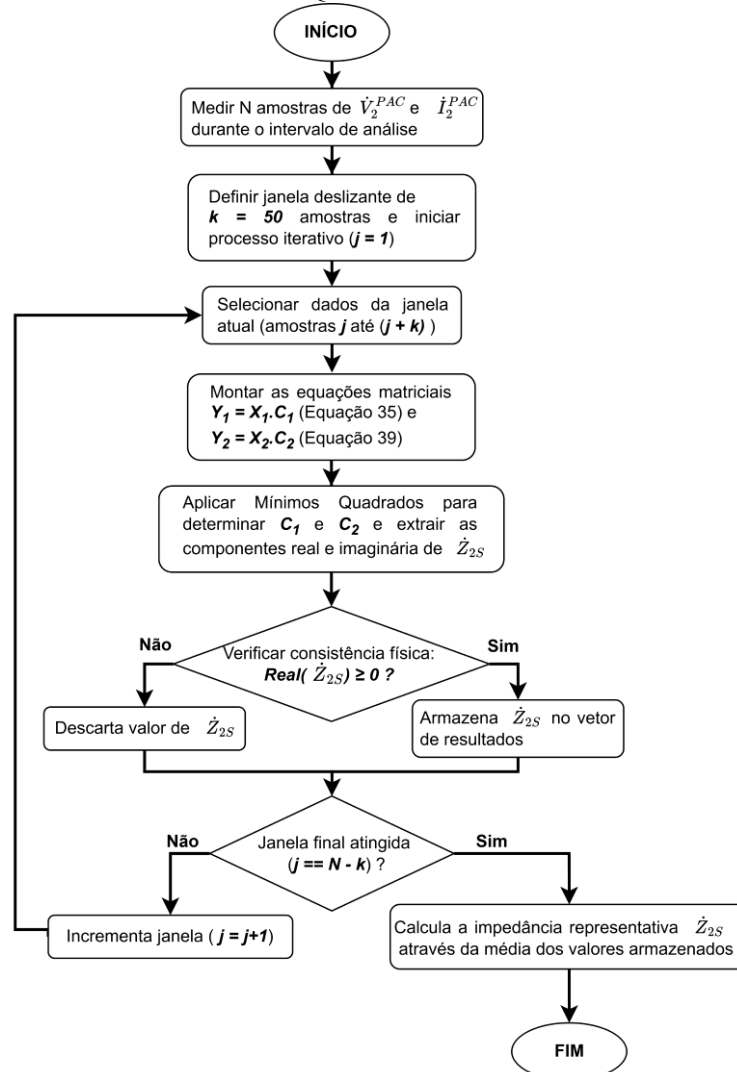 INÍCIO
Medir N amostras de V̇₂ᴾᴬᶜ e İ₂ᴾᴬᶜ
durante o intervalo de análise
Definir janela deslizante de
k = 50 amostras e iniciar
processo iterativo (j = 1)
Selecionar dados da janela
atual (amostras j até (j + k) )
Montar as equações matriciais
Y₁ = X₁.C₁ (Equação 35) e
Y₂ = X₂.C₂ (Equação 39)
Aplicar Mínimos Quadrados para
determinar C₁ e C₂ e extrair as
componentes real e imaginária de Ż₂S
Não
Sim
Verificar consistência física:
Real( Ż₂S) ≥ 0 ?
Descarta valor de Ż₂S
Armazena Ż₂S no vetor
de resultados
Não
Sim
Janela final atingida
(j == N - k) ?
Incrementa janela ( j = j+1)
Calcula a impedância representativa Ż₂S
através da média dos valores armazenados
FIM